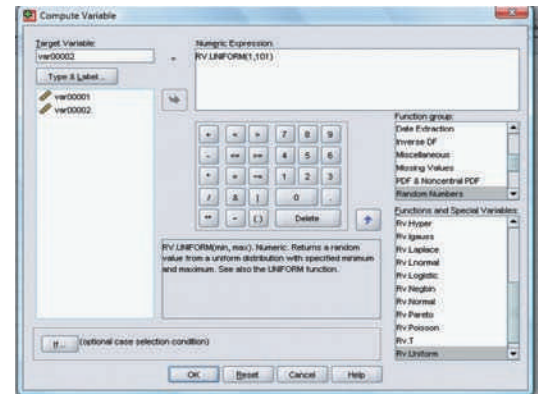 Compute Variable
Target Variable:
var00002
=
Numeric Expression:
RV.UNIFORM(1,101)
Type & Label...
var00001
var00002
+ < > 7 8 9
- <= >= 4 5 6
* = ~= 1 2 3
/ & | 0 .
** ~ ( ) Delete
RV.UNIFORM(min, max). Numeric. Returns a random
value from a uniform distribution with specified minimum
and maximum. See also the UNIFORM function.
Function group:
Date Extraction
Inverse DF
Miscellaneous
Missing Values
PDF & Noncentral PDF
Random Numbers
Functions and Special Variables:
Rv.Hyper
Rv.Igauss
Rv.Laplace
Rv.Lnormal
Rv.Logistic
Rv.Negbin
Rv.Normal
Rv.Pareto
Rv.Poisson
Rv.T
Rv.Uniform
If... (optional case selection condition)
OK Reset Cancel Help